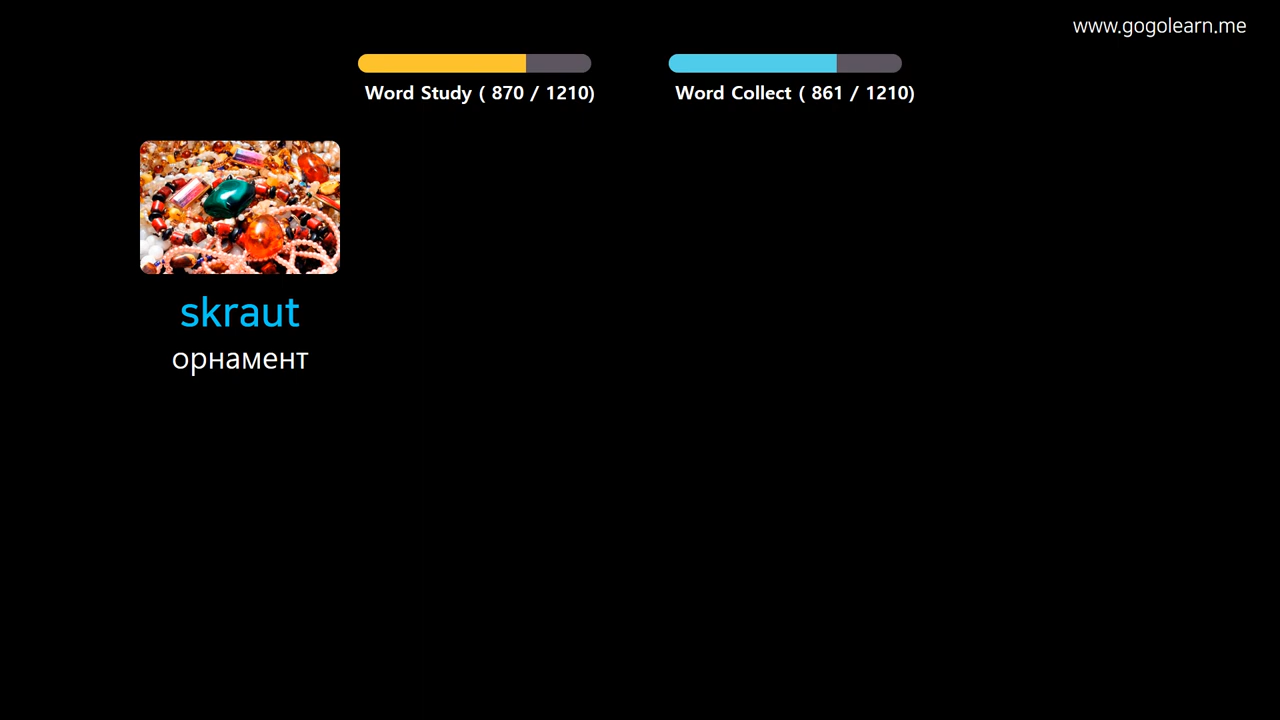 www.gogolearn.me
Word Study ( 870 / 1210)
Word Collect ( 861 / 1210)
skraut
орнамент